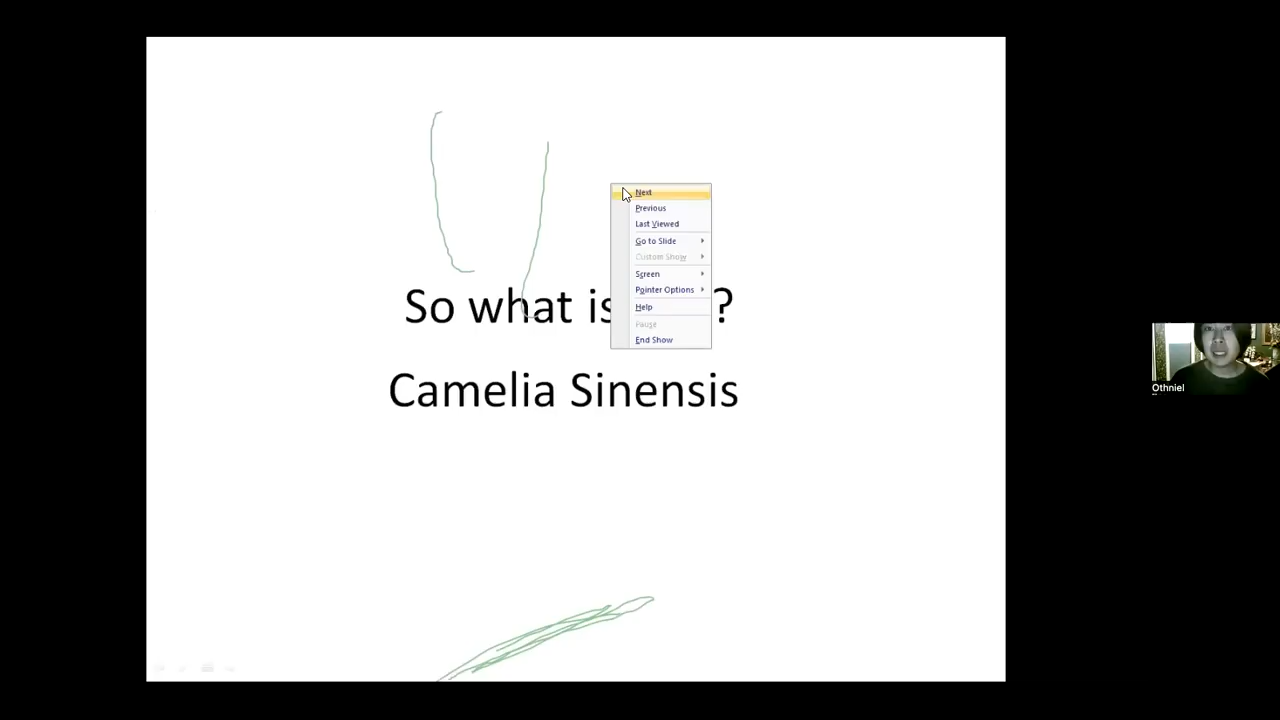 Next
Previous
Last Viewed
Go to Slide
Custom Show
Screen
Pointer Options
Help
Pause
End Show
So what is ?
Camelia Sinensis
Othniel